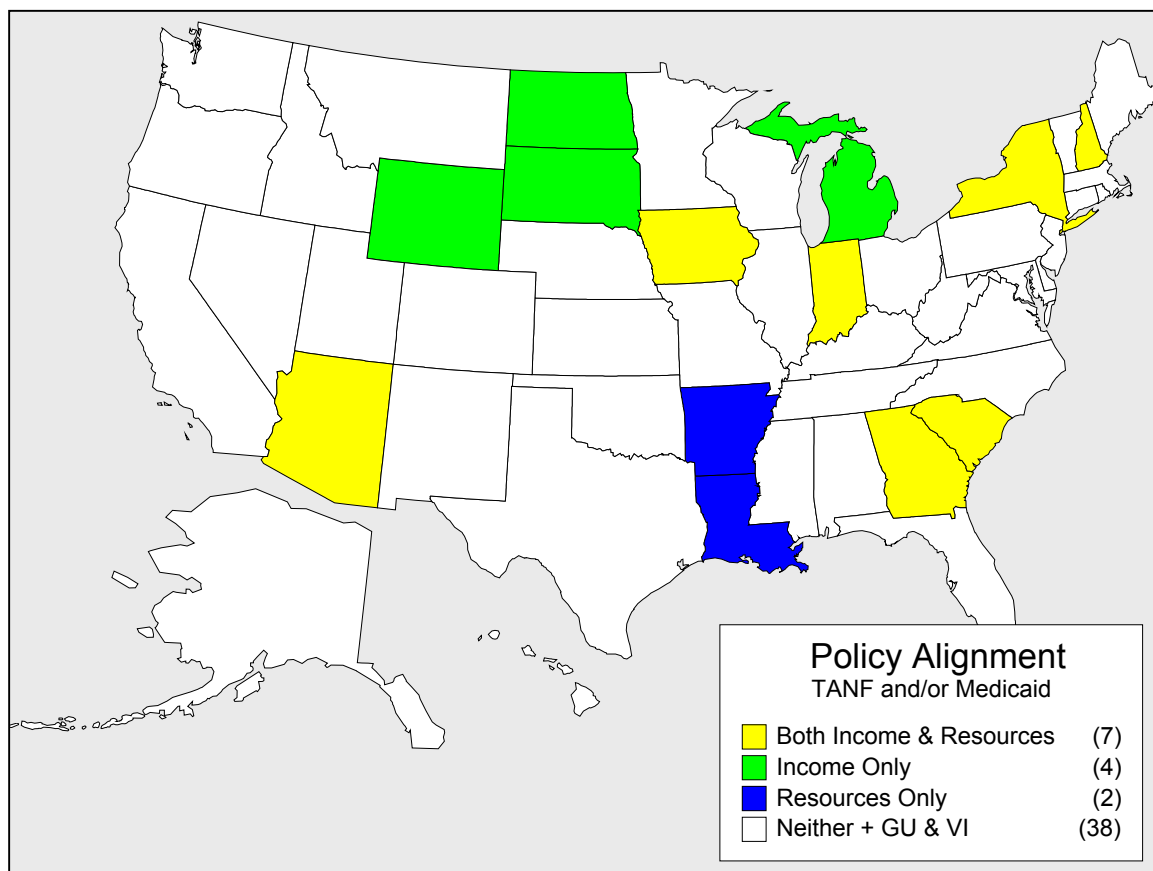 Policy Alignment
TANF and/or Medicaid
Both Income & Resources (7)
Income Only (4)
Resources Only (2)
Neither + GU & VI (38)